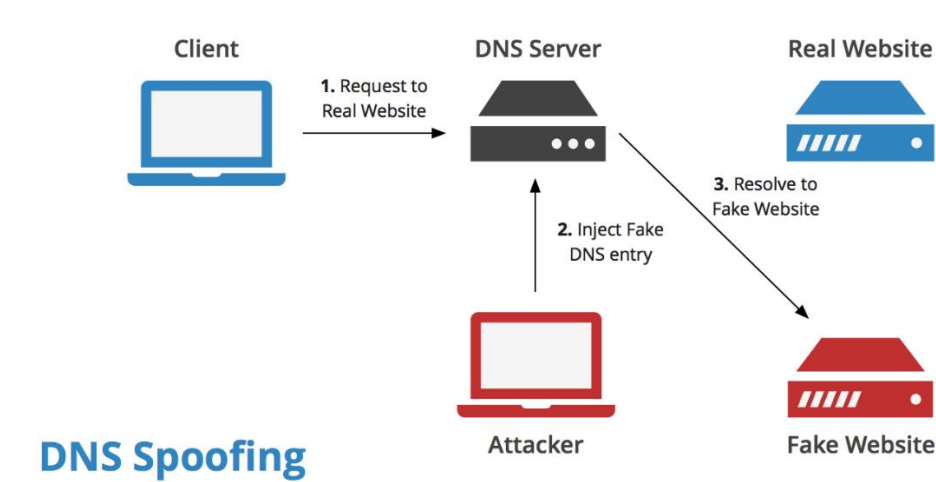 Client
DNS Server
Real Website
1. Request to
Real Website
3. Resolve to
Fake Website
2. Inject Fake
DNS entry
Attacker
Fake Website
DNS Spoofing